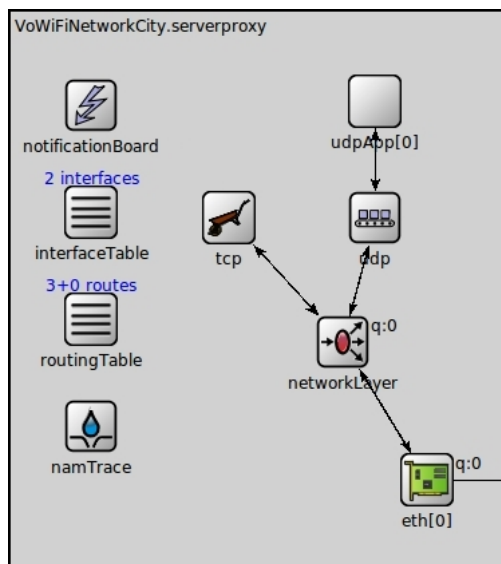 VoWiFiNetworkCity.serverproxy
notificationBoard
udpApp[0]
2 interfaces
interfaceTable
tcp
udp
3+0 routes
q:0
routingTable
networkLayer
namTrace
q:0
eth[0]